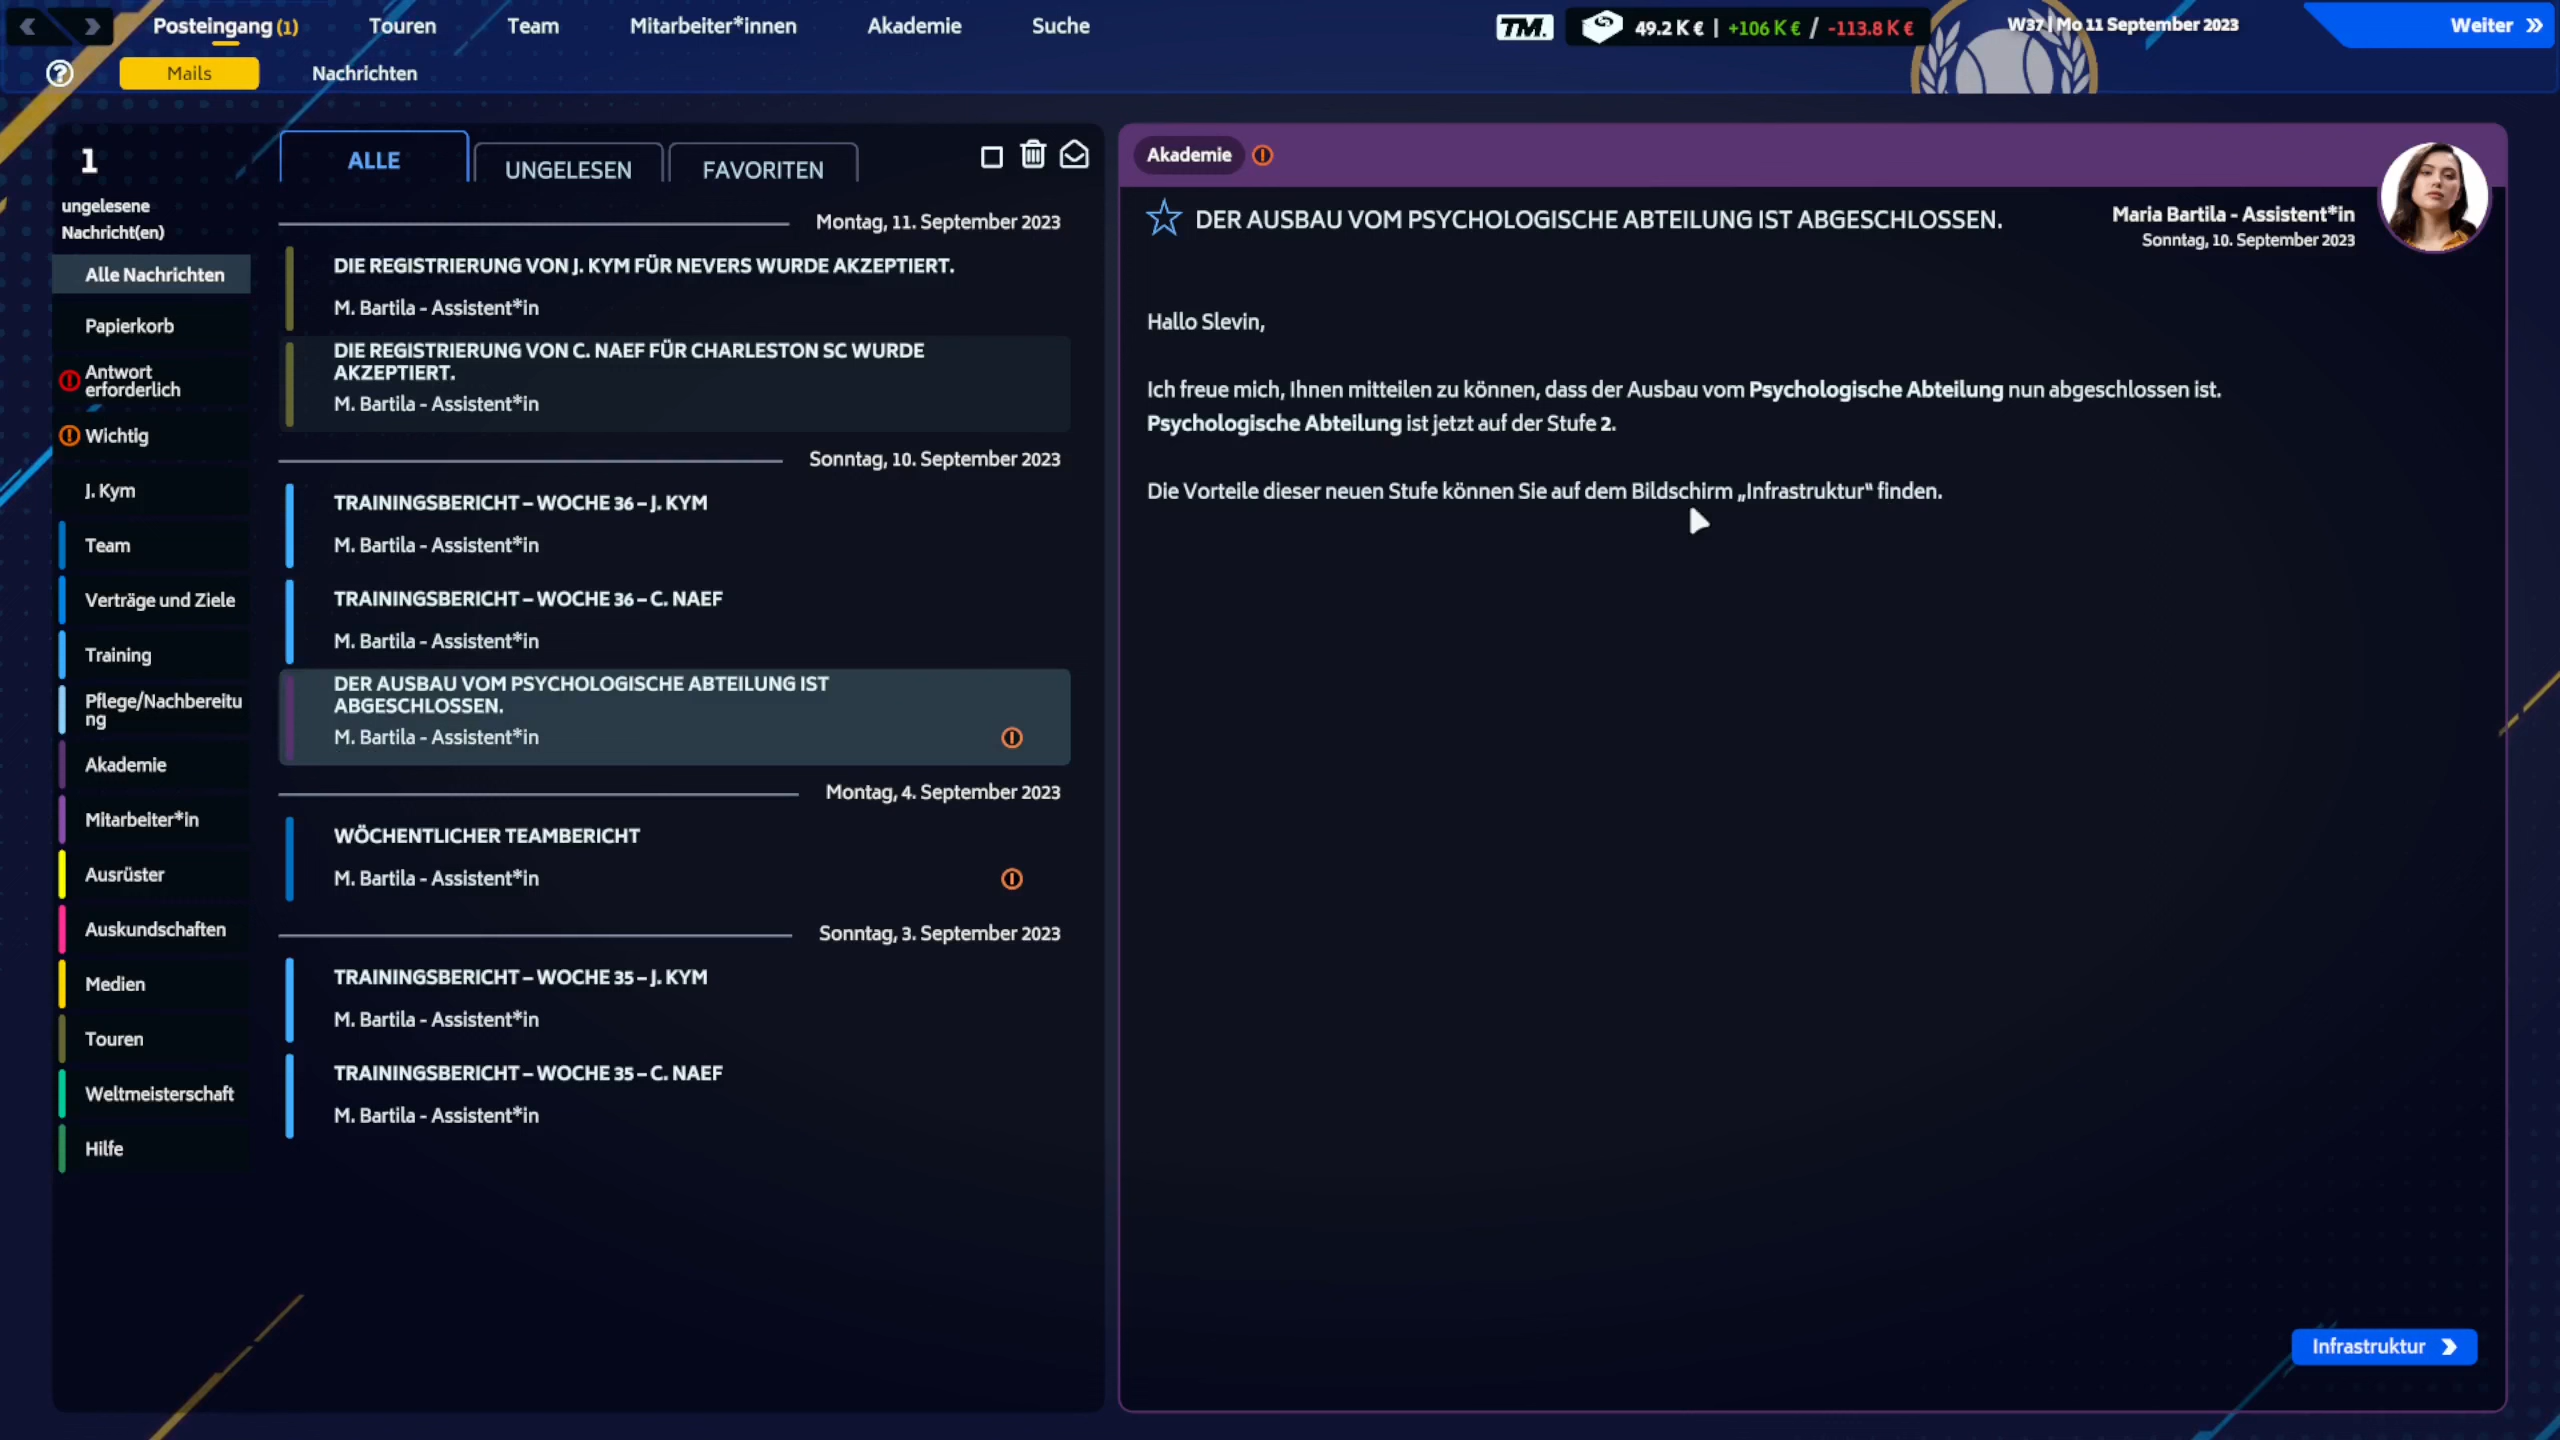 Posteingang (1)
Touren
Team
Mitarbeiter*innen
Akademie
Suche
TM.
49.2 K € | +106 K € / -113.8 K €
W37 | Mo 11 September 2023
Weiter
?
Mails
Nachrichten
1
ungelesene
Nachricht(en)
Alle Nachrichten
Papierkorb
Antwort
erforderlich
Wichtig
J. Kym
Team
Verträge und Ziele
Training
Pflege/Nachbereitu
ng
Akademie
Mitarbeiter*in
Ausrüster
Auskundschaften
Medien
Touren
Weltmeisterschaft
Hilfe
ALLE
UNGELESEN
FAVORITEN
Montag, 11. September 2023
DIE REGISTRIERUNG VON J. KYM FÜR NEVERS WURDE AKZEPTIERT.
M. Bartila - Assistent*in
DIE REGISTRIERUNG VON C. NAEF FÜR CHARLESTON SC WURDE
AKZEPTIERT.
M. Bartila - Assistent*in
Sonntag, 10. September 2023
TRAININGSBERICHT – WOCHE 36 – J. KYM
M. Bartila - Assistent*in
TRAININGSBERICHT – WOCHE 36 – C. NAEF
M. Bartila - Assistent*in
DER AUSBAU VOM PSYCHOLOGISCHE ABTEILUNG IST
ABGESCHLOSSEN.
M. Bartila - Assistent*in
Montag, 4. September 2023
WÖCHENTLICHER TEAMBERICHT
M. Bartila - Assistent*in
Sonntag, 3. September 2023
TRAININGSBERICHT – WOCHE 35 – J. KYM
M. Bartila - Assistent*in
TRAININGSBERICHT – WOCHE 35 – C. NAEF
M. Bartila - Assistent*in
Akademie
DER AUSBAU VOM PSYCHOLOGISCHE ABTEILUNG IST ABGESCHLOSSEN.
Maria Bartila - Assistent*in
Sonntag, 10. September 2023
Hallo Slevin,
Ich freue mich, Ihnen mitteilen zu können, dass der Ausbau vom Psychologische Abteilung nun abgeschlossen ist.
Psychologische Abteilung ist jetzt auf der Stufe 2.
Die Vorteile dieser neuen Stufe können Sie auf dem Bildschirm „Infrastruktur“ finden.
Infrastruktur